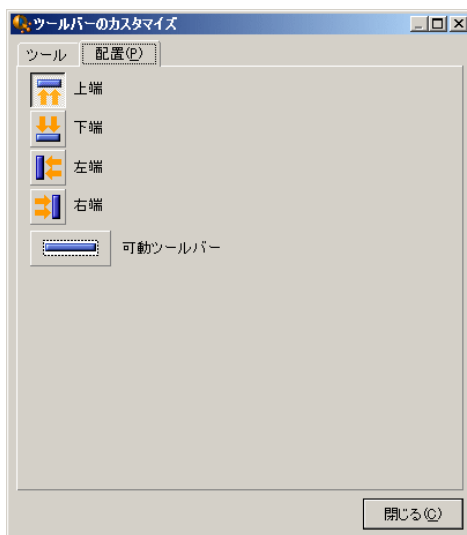 ツールバーのカスタマイズ
ツール 配置(P)
上端
下端
左端
右端
可動ツールバー
閉じる(C)